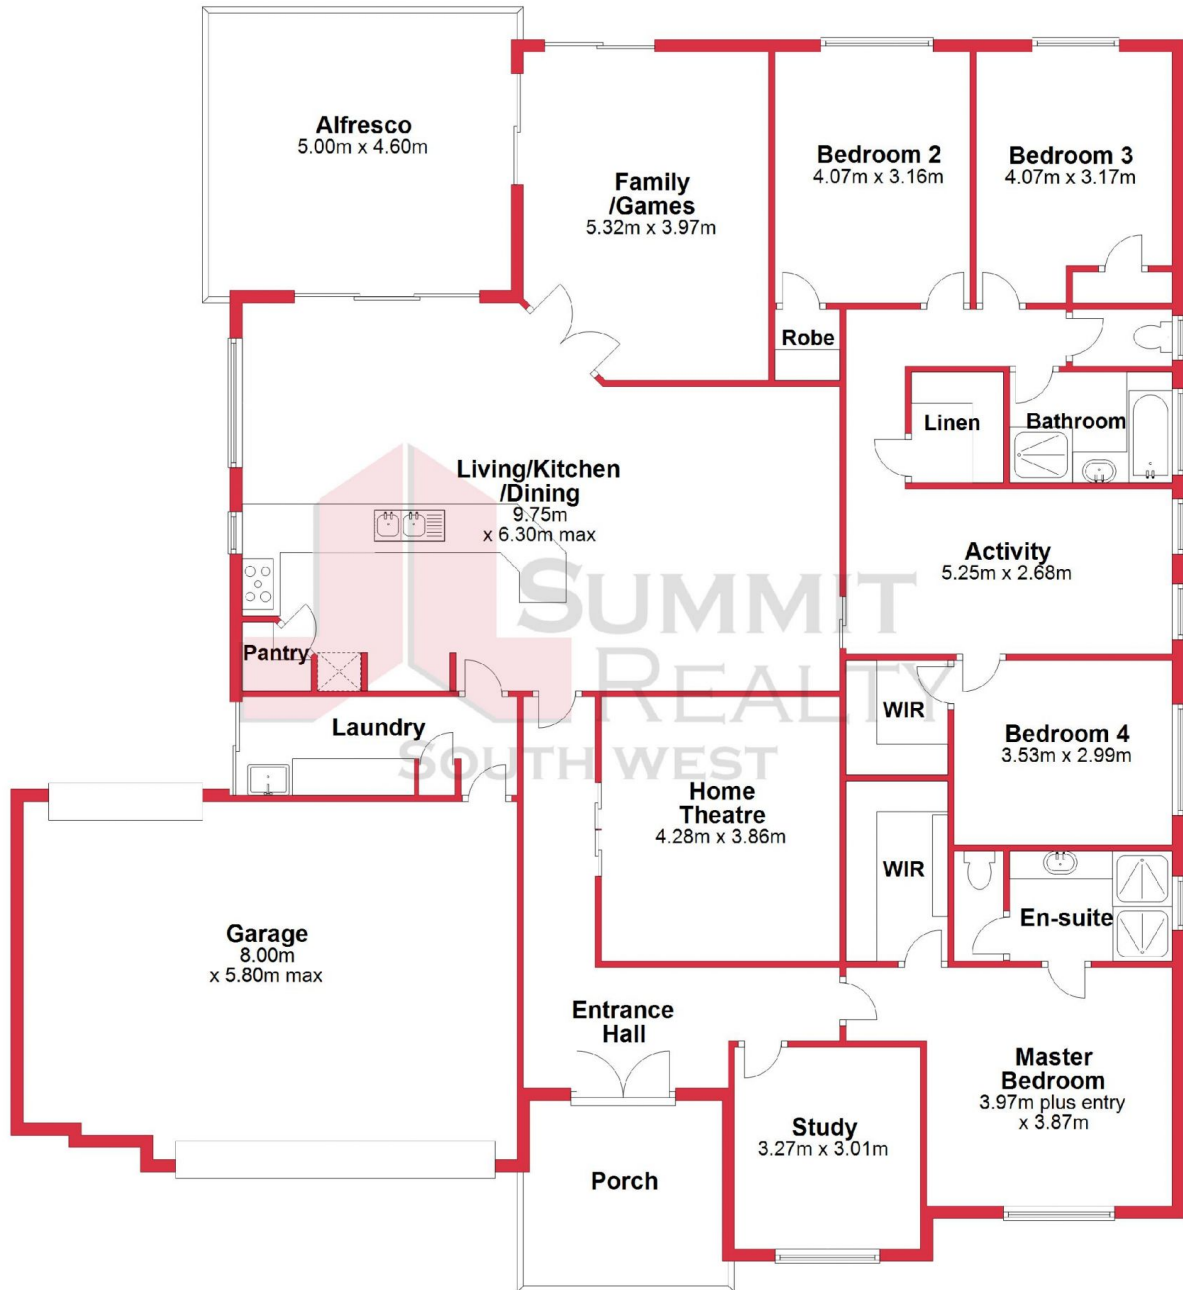 Alfresco
5.00m x 4.60m
Family
/Games
5.32m x 3.97m
Bedroom 2
4.07m x 3.16m
Bedroom 3
4.07m x 3.17m
Robe
Linen
Bathroom
Living/Kitchen
/Dining
9.75m
x 6.30m max
Activity
5.25m x 2.68m
SUMMIT
REALTY
SOUTH WEST
Pantry
Laundry
WIR
Bedroom 4
3.53m x 2.99m
Home
Theatre
4.28m x 3.86m
WIR
En-suite
Garage
8.00m
x 5.80m max
Entrance
Hall
Master
Bedroom
3.97m plus entry
x 3.87m
Study
3.27m x 3.01m
Porch